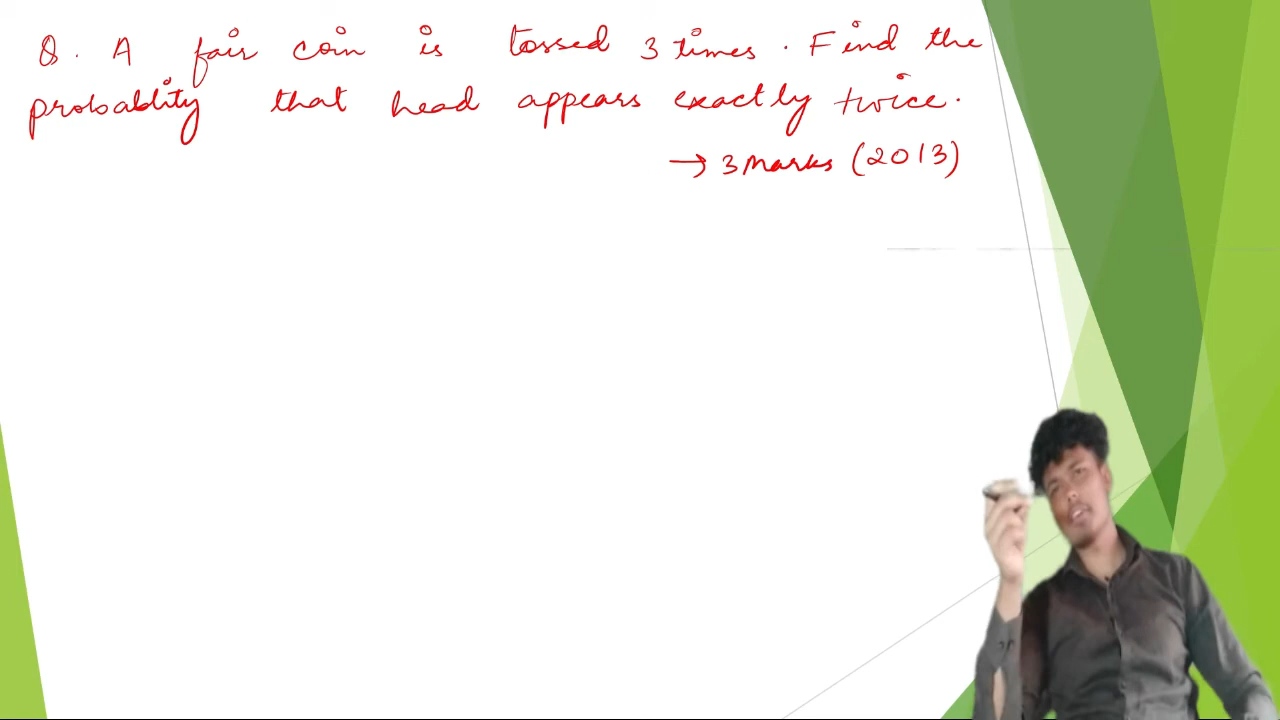 Q. A fair coin is tossed 3 times. Find the
probability that head appears exactly twice.
→ 3 Marks (2013)